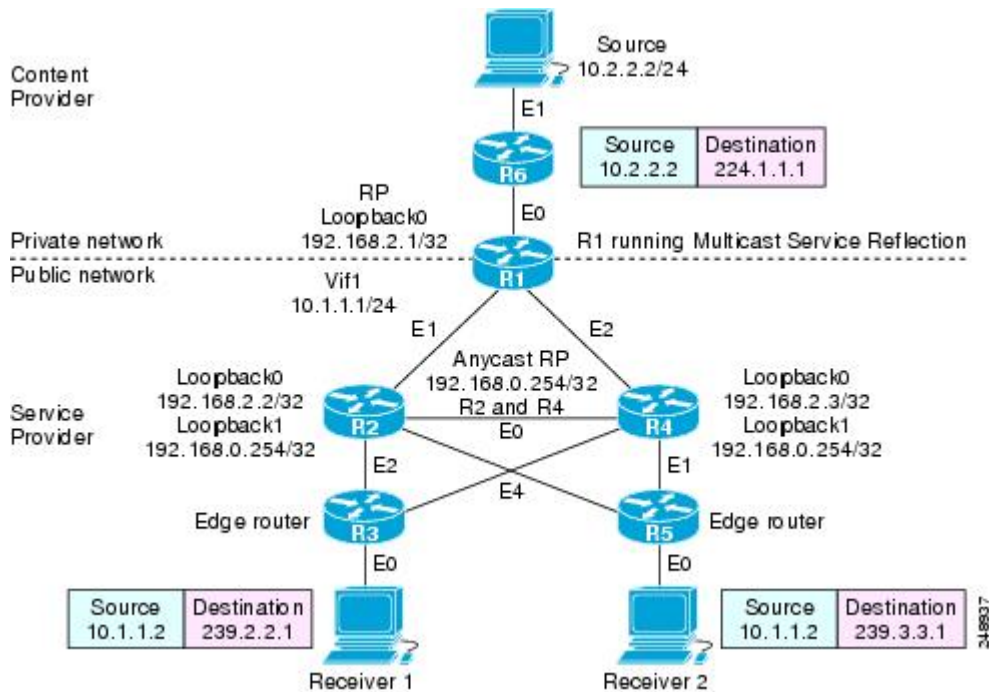 Source
10.2.2.2/24
Content
Provider
E1
Source
10.2.2.2
Destination
224.1.1.1
R6
RP
Loopback0
192.168.2.1/32
E0
Private network
R1 running Multicast Service Reflection
Public network
R1
Vif1
10.1.1.1/24
E1
E2
Anycast RP
192.168.0.254/32
R2 and R4
Loopback0
192.168.2.2/32
Loopback1
192.168.0.254/32
Loopback0
192.168.2.3/32
Loopback1
192.168.0.254/32
Service
Provider
R2
E0
R4
E2
E1
E4
Edge router
R3
R5
Edge router
E0
E0
Source
10.1.1.2
Destination
239.2.2.1
Source
10.1.1.2
Destination
239.3.3.1
248937
Receiver 1
Receiver 2